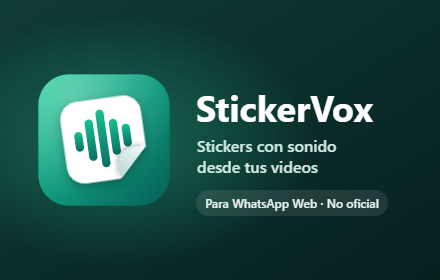 StickerVox
Stickers con sonido
desde tus videos
Para WhatsApp Web · No oficial